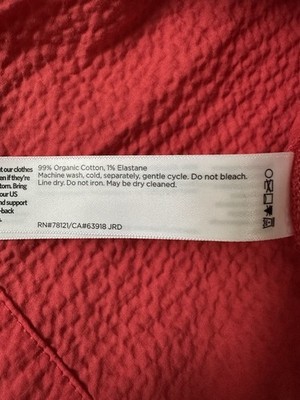 ut our clothes
en if they're
tom. Bring
our US
nd support
-back
99% Organic Cotton, 1% Elastane
Machine wash, cold, separately, gentle cycle. Do not bleach.
Line dry. Do not iron. May be dry cleaned.
RN#78121/CA#63918 JRD